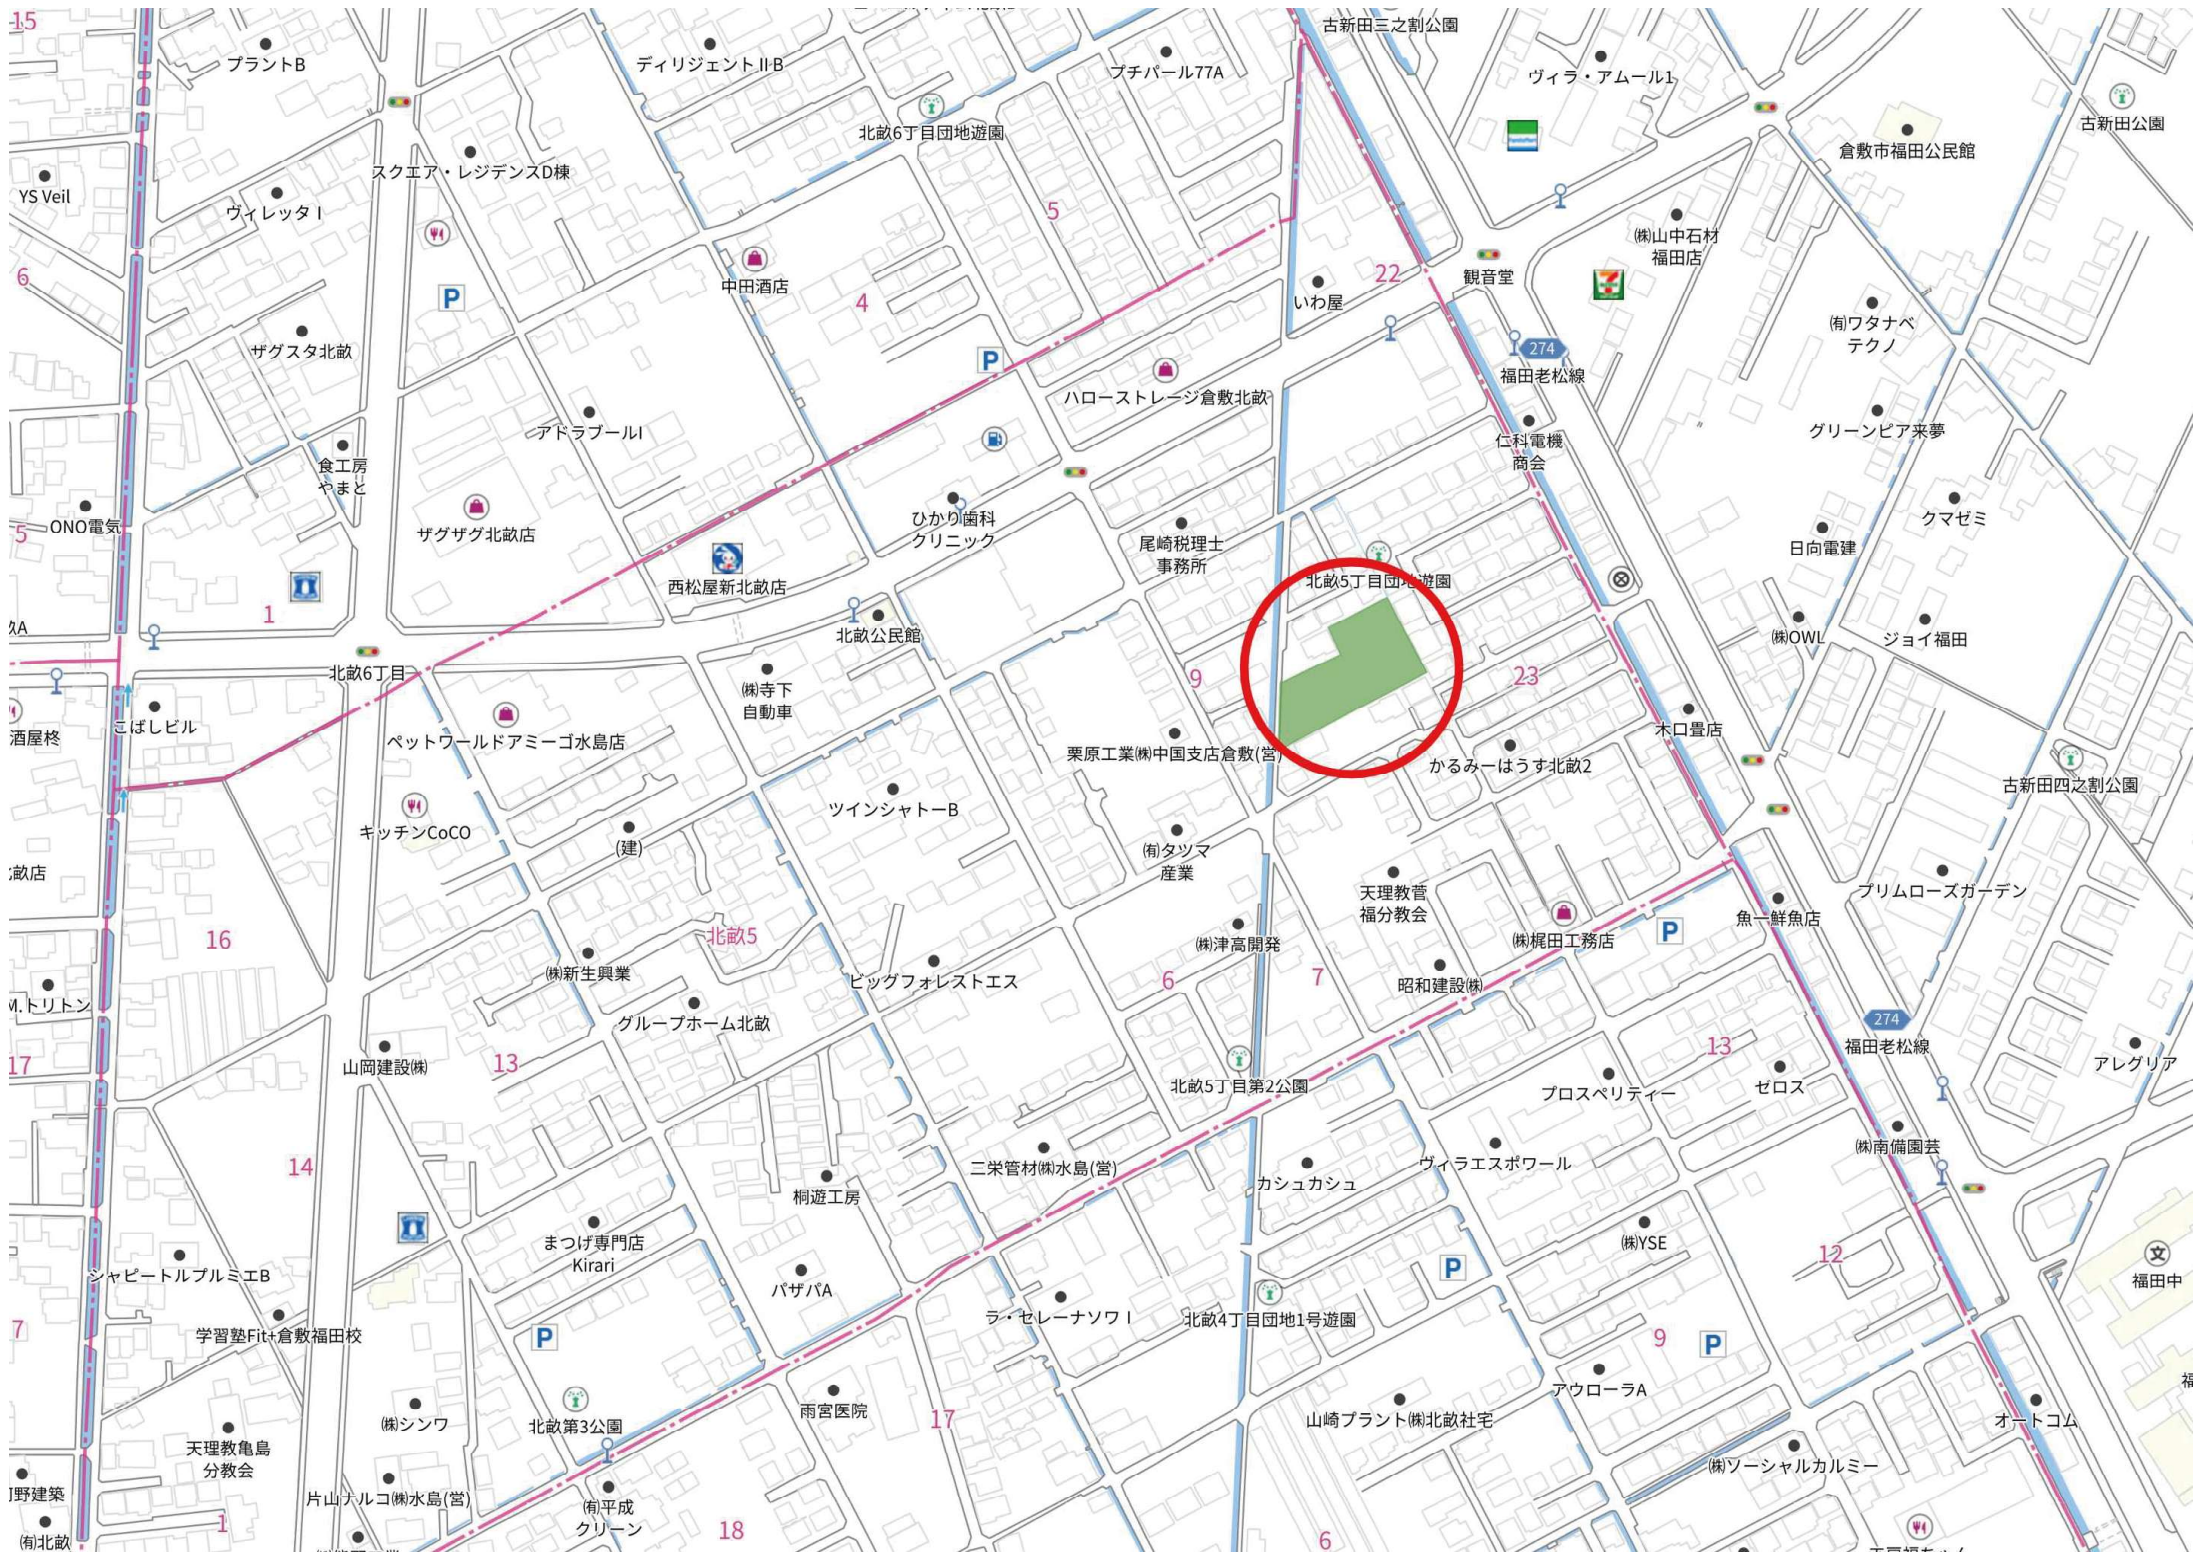 15
プラントB
ディリジェントⅡB
プチパール77A
古新田三之割公園
ヴィラ・アムール1
古新田公園
倉敷市福田公民館
北畝6丁目団地遊園
スクエア・レジデンスD棟
YS Veil
ヴィレッタⅠ
5
㈱山中石材
福田店
6
中田酒店
4
22
観音堂
いわ屋
㈲ワタナベ
テクノ
ザグスタ北畝
274
福田老松線
ハローストレージ倉敷北畝
アドラブールI
グリーンピア来夢
仁科電機
商会
食工房
やまと
ONO電気
5
ザグザグ北畝店
ひかり歯科
クリニック
尾崎税理士
事務所
クマゼミ
日向電建
西松屋新北畝店
北畝5丁目団地遊園
1
北畝公民館
㈱OWL
ジョイ福田
畝A
北畝6丁目
㈱寺下
自動車
9
23
こばしビル
酒屋柊
ペットワールドアミーゴ水島店
栗原工業㈱中国支店倉敷(営)
木口畳店
かるみーはうす北畝2
古新田四之割公園
キッチンCoCO
ツインシャトーB
(建)
㈲タツマ
産業
畝店
天理教菅
福分教会
プリムローズガーデン
魚一鮮魚店
16
北畝5
㈱津高開発
㈱梶田工務店
㈱新生興業
ビッグフォレストエス
6
7
昭和建設㈱
M.トリトン
グループホーム北畝
274
福田老松線
17
山岡建設㈱
13
13
アレグリア
北畝5丁目第2公園
プロスペリティー
ゼロス
14
三栄管材㈱水島(営)
ヴィラエスポワール
㈱南備園芸
桐遊工房
カシュカシュ
まつげ専門店
Kirari
㈱YSE
12
福田中
シャピートルプルミエB
パザパA
7
学習塾Fit+倉敷福田校
ラ・セレーナソワⅠ
北畝4丁目団地1号遊園
9
アウローラA
㈱シンワ
北畝第3公園
雨宮医院
17
山崎プラント㈱北畝社宅
オートコム
天理教亀島
分教会
㈱ソーシャルカルミー
野建築
片山ナルコ㈱水島(営)
㈲平成
クリーン
1
18
6
㈲北畝